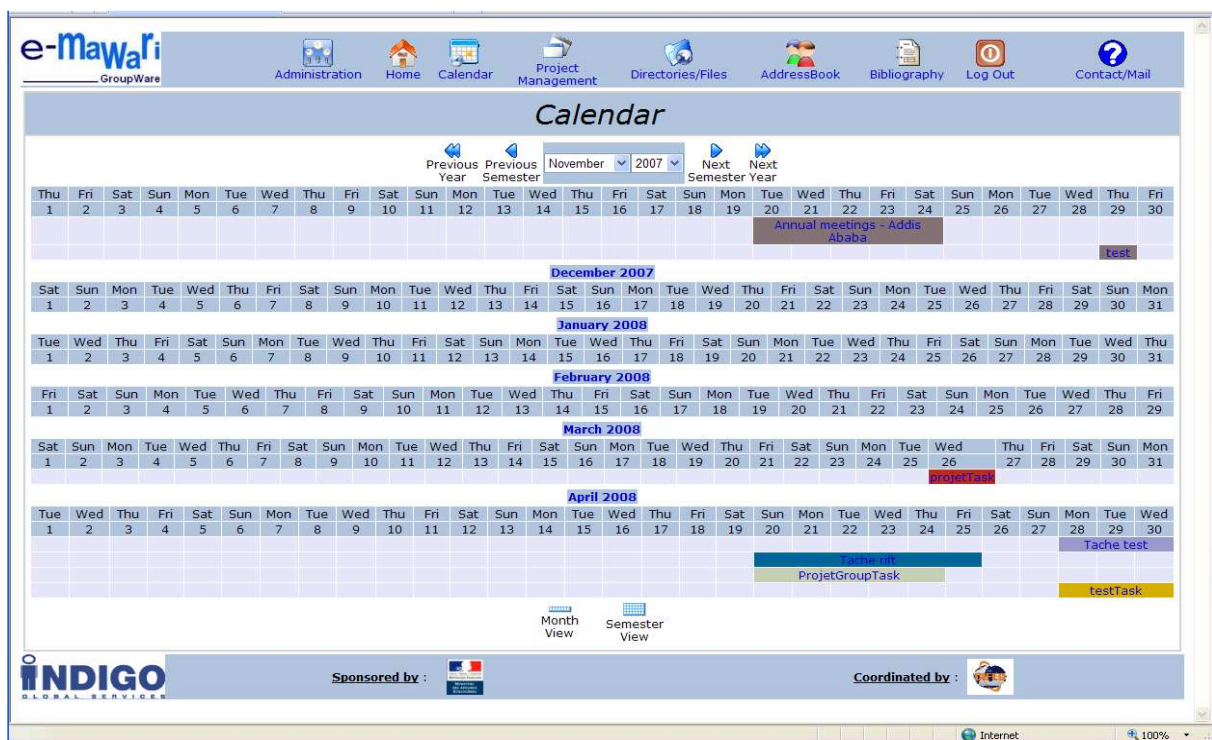 e-Mawari
GroupWare
Administration Home Calendar Project Management Directories/Files AddressBook Bibliography Log Out Contact/Mail
Calendar
Previous Year Previous Semester November 2007 Next Semester Next Year
Thu Fri Sat Sun Mon Tue Wed Thu Fri Sat Sun Mon Tue Wed Thu Fri Sat Sun Mon Tue Wed Thu Fri Sat Sun Mon Tue Wed Thu Fri
1 2 3 4 5 6 7 8 9 10 11 12 13 14 15 16 17 18 19 20 21 22 23 24 25 26 27 28 29 30
Annual meetings - Addis
Ababa
test
December 2007
Sat Sun Mon Tue Wed Thu Fri Sat Sun Mon Tue Wed Thu Fri Sat Sun Mon Tue Wed Thu Fri Sat Sun Mon Tue Wed Thu Fri Sat Sun Mon
1 2 3 4 5 6 7 8 9 10 11 12 13 14 15 16 17 18 19 20 21 22 23 24 25 26 27 28 29 30 31
January 2008
Tue Wed Thu Fri Sat Sun Mon Tue Wed Thu Fri Sat Sun Mon Tue Wed Thu Fri Sat Sun Mon Tue Wed Thu Fri Sat Sun Mon Tue Wed Thu
1 2 3 4 5 6 7 8 9 10 11 12 13 14 15 16 17 18 19 20 21 22 23 24 25 26 27 28 29 30 31
February 2008
Fri Sat Sun Mon Tue Wed Thu Fri Sat Sun Mon Tue Wed Thu Fri Sat Sun Mon Tue Wed Thu Fri Sat Sun Mon Tue Wed Thu Fri
1 2 3 4 5 6 7 8 9 10 11 12 13 14 15 16 17 18 19 20 21 22 23 24 25 26 27 28 29
March 2008
Sat Sun Mon Tue Wed Thu Fri Sat Sun Mon Tue Wed Thu Fri Sat Sun Mon Tue Wed Thu Fri Sat Sun Mon Tue Wed Thu Fri Sat Sun Mon
1 2 3 4 5 6 7 8 9 10 11 12 13 14 15 16 17 18 19 20 21 22 23 24 25 26 27 28 29 30 31
projetTask
April 2008
Tue Wed Thu Fri Sat Sun Mon Tue Wed Thu Fri Sat Sun Mon Tue Wed Thu Fri Sat Sun Mon Tue Wed Thu Fri Sat Sun Mon Tue Wed
1 2 3 4 5 6 7 8 9 10 11 12 13 14 15 16 17 18 19 20 21 22 23 24 25 26 27 28 29 30
Tache test
Tache rift
ProjetGroupTask
testTask
Month View Semester View
INDIGO
GLOBAL SERVICES
Sponsored by :
Coordinated by :
Internet 100%